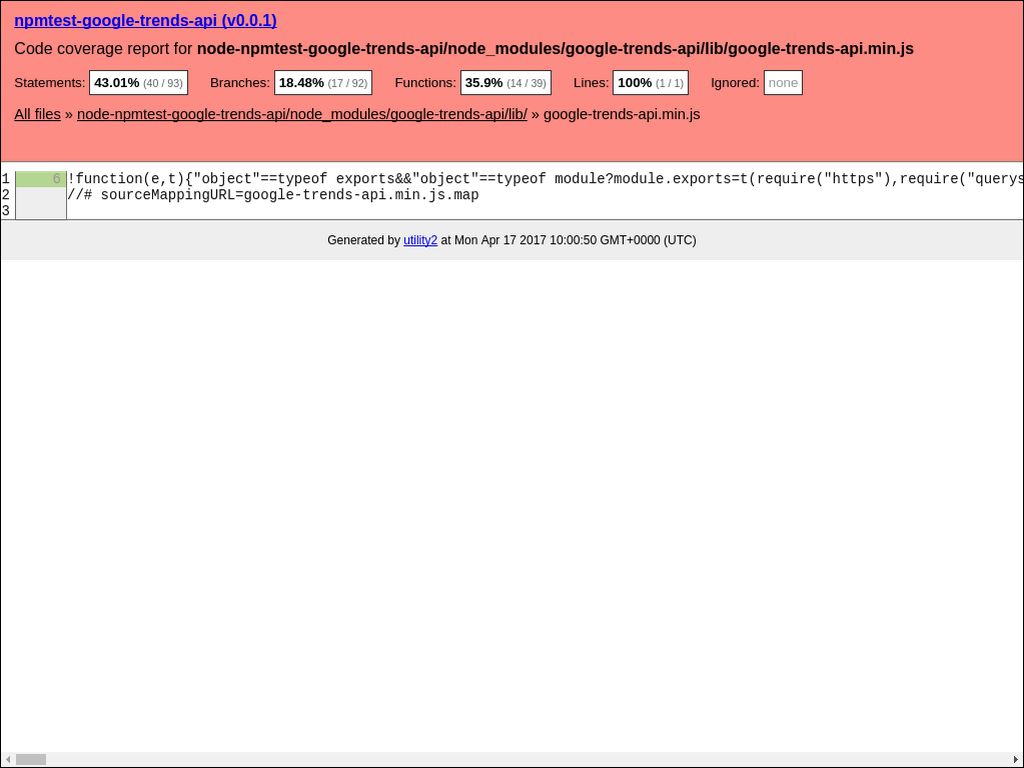 npmtest-google-trends-api (v0.0.1)
Code coverage report for node-npmtest-google-trends-api/node_modules/google-trends-api/lib/google-trends-api.min.js
Statements: 43.01% (40 / 93) Branches: 18.48% (17 / 92) Functions: 35.9% (14 / 39) Lines: 100% (1 / 1) Ignored: none
All files » node-npmtest-google-trends-api/node_modules/google-trends-api/lib/ » google-trends-api.min.js
1 6 !function(e,t){"object"==typeof exports&&"object"==typeof module?module.exports=t(require("https"),require("querys
2 //# sourceMappingURL=google-trends-api.min.js.map
3
Generated by utility2 at Mon Apr 17 2017 10:00:50 GMT+0000 (UTC)